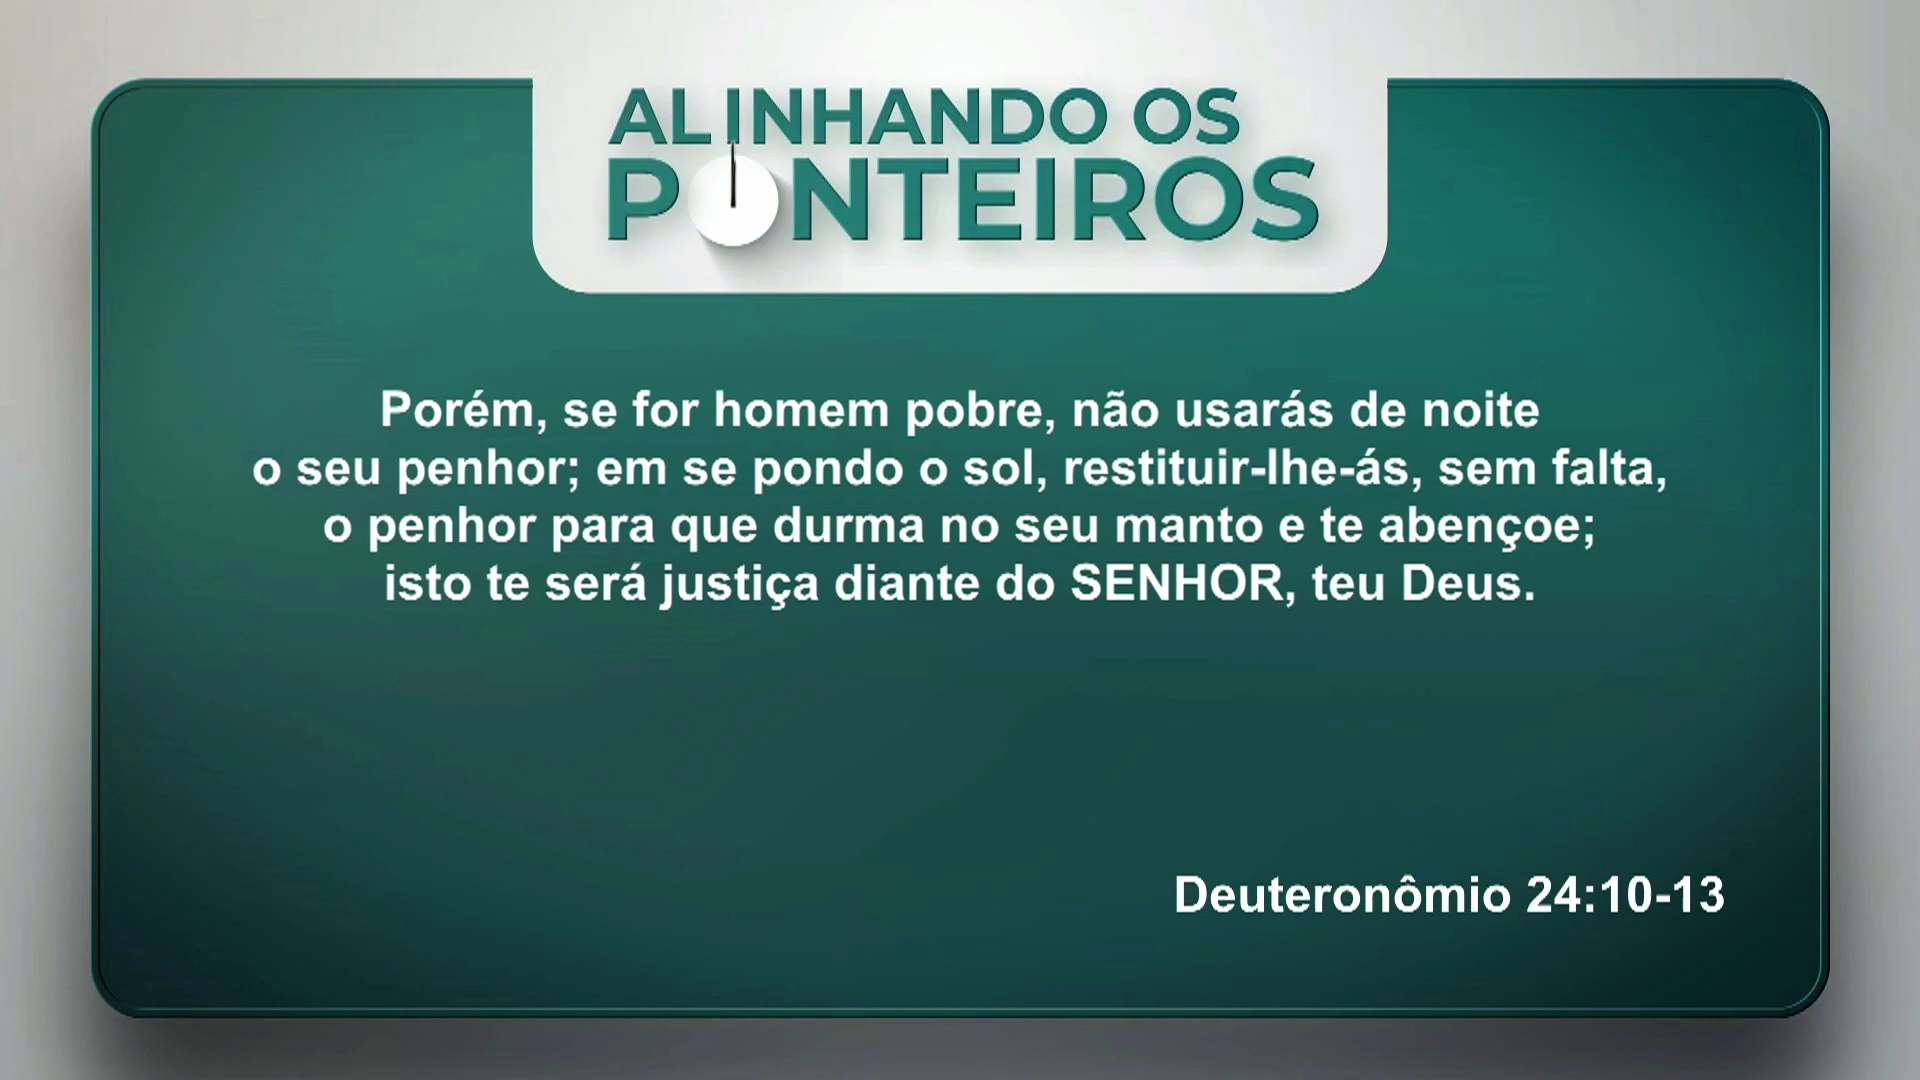 ALINHANDO OS
PONTEIROS
Porém, se for homem pobre, não usarás de noite
o seu penhor; em se pondo o sol, restituir-lhe-ás, sem falta,
o penhor para que durma no seu manto e te abençoe;
isto te será justiça diante do SENHOR, teu Deus.
Deuteronômio 24:10-13